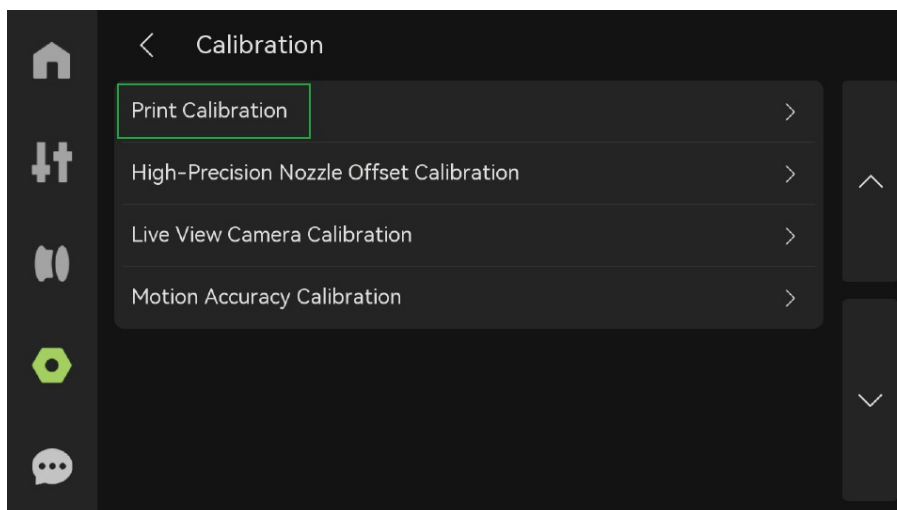 Calibration
Print Calibration
High-Precision Nozzle Offset Calibration
Live View Camera Calibration
Motion Accuracy Calibration